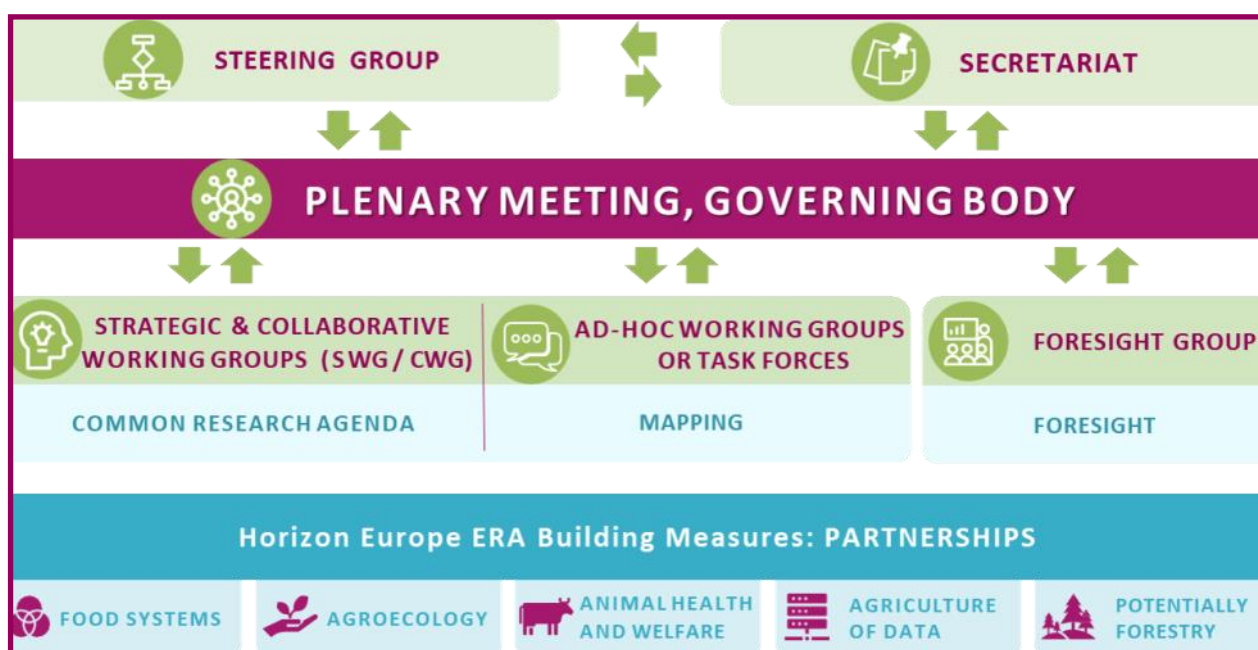 STEERING GROUP
SECRETARIAT
PLENARY MEETING, GOVERNING BODY
STRATEGIC & COLLABORATIVE
WORKING GROUPS (SWG / CWG)
AD-HOC WORKING GROUPS
OR TASK FORCES
FORESIGHT GROUP
COMMON RESEARCH AGENDA
MAPPING
FORESIGHT
Horizon Europe ERA Building Measures: PARTNERSHIPS
FOOD SYSTEMS
AGROECOLOGY
ANIMAL HEALTH
AND WELFARE
AGRICULTURE
OF DATA
POTENTIALLY
FORESTRY